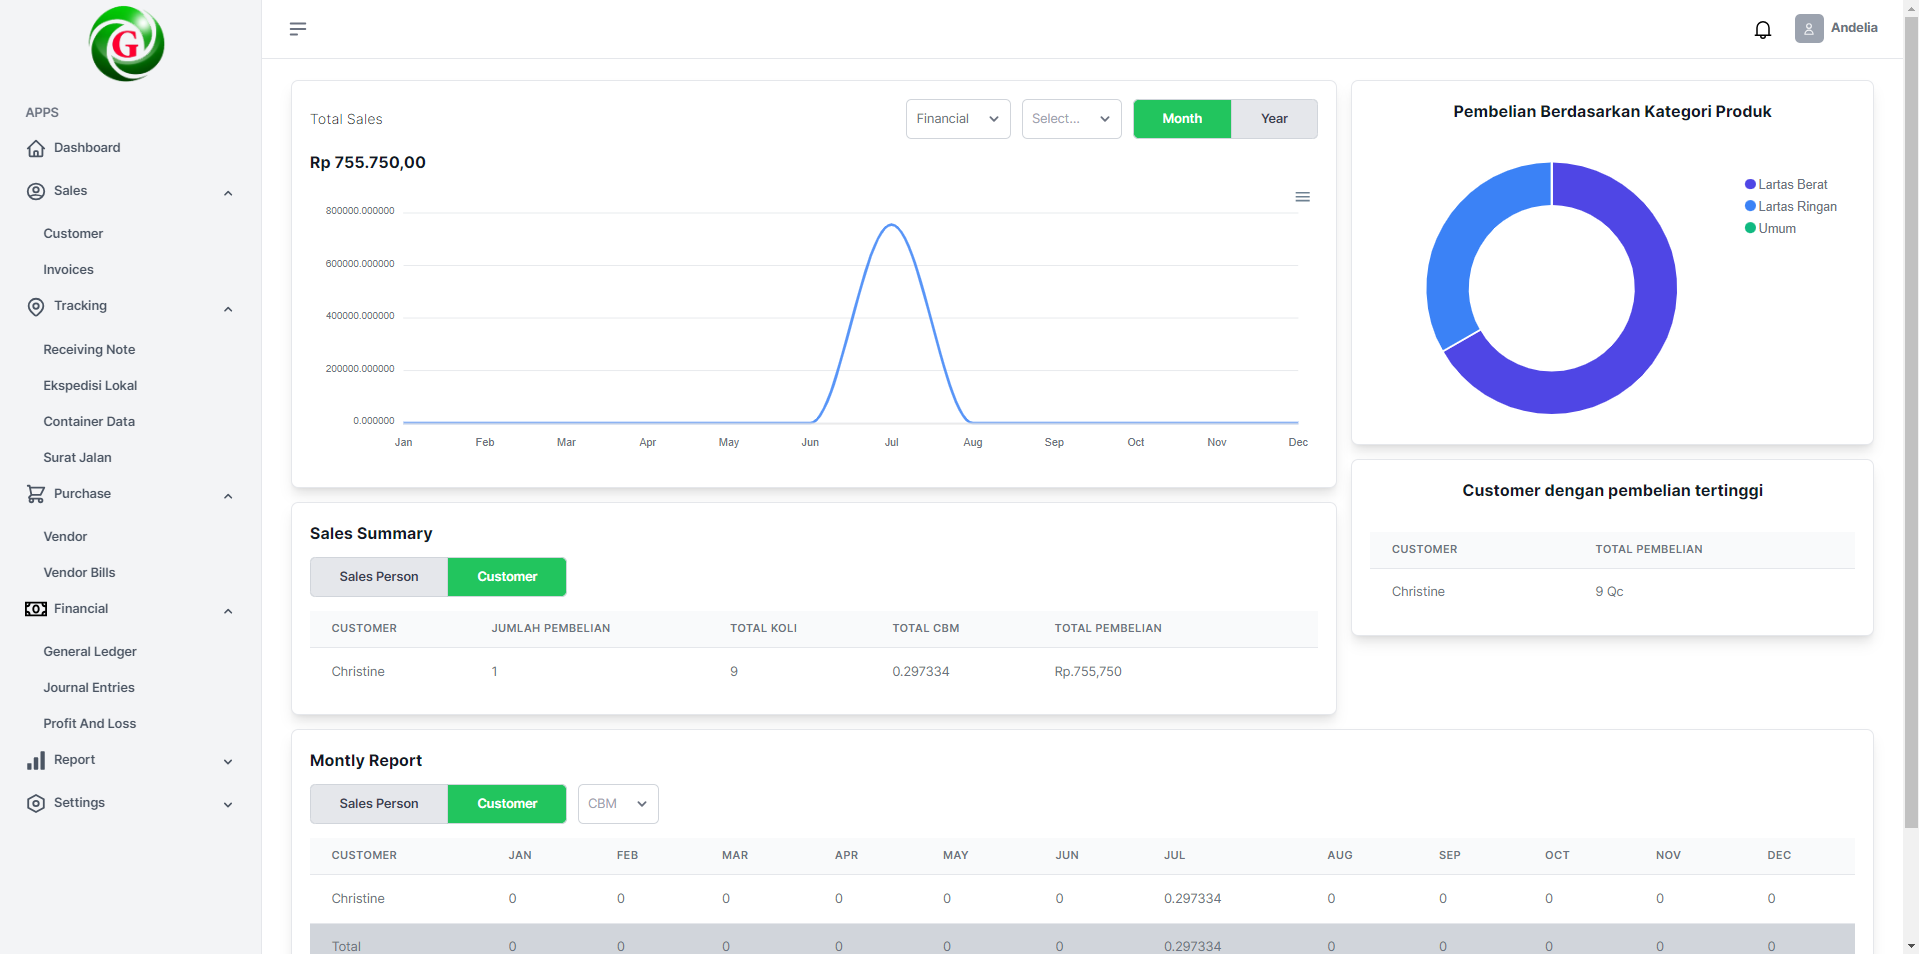 G
APPS
Dashboard
Sales
Customer
Invoices
Tracking
Receiving Note
Ekspedisi Lokal
Container Data
Surat Jalan
Purchase
Vendor
Vendor Bills
Financial
General Ledger
Journal Entries
Profit And Loss
Report
Settings
Andelia
Total Sales
Financial
Select...
Month
Year
Rp 755.750,00
800000.000000
600000.000000
400000.000000
200000.000000
0.000000
Jan Feb Mar Apr May Jun Jul Aug Sep Oct Nov Dec
Pembelian Berdasarkan Kategori Produk
Lartas Berat
Lartas Ringan
Umum
Customer dengan pembelian tertinggi
CUSTOMER TOTAL PEMBELIAN
Christine 9 Qc
Sales Summary
Sales Person Customer
CUSTOMER JUMLAH PEMBELIAN TOTAL KOLI TOTAL CBM TOTAL PEMBELIAN
Christine 1 9 0.297334 Rp.755,750
Montly Report
Sales Person Customer CBM
CUSTOMER JAN FEB MAR APR MAY JUN JUL AUG SEP OCT NOV DEC
Christine 0 0 0 0 0 0 0.297334 0 0 0 0 0
Total 0 0 0 0 0 0 0.297334 0 0 0 0 0